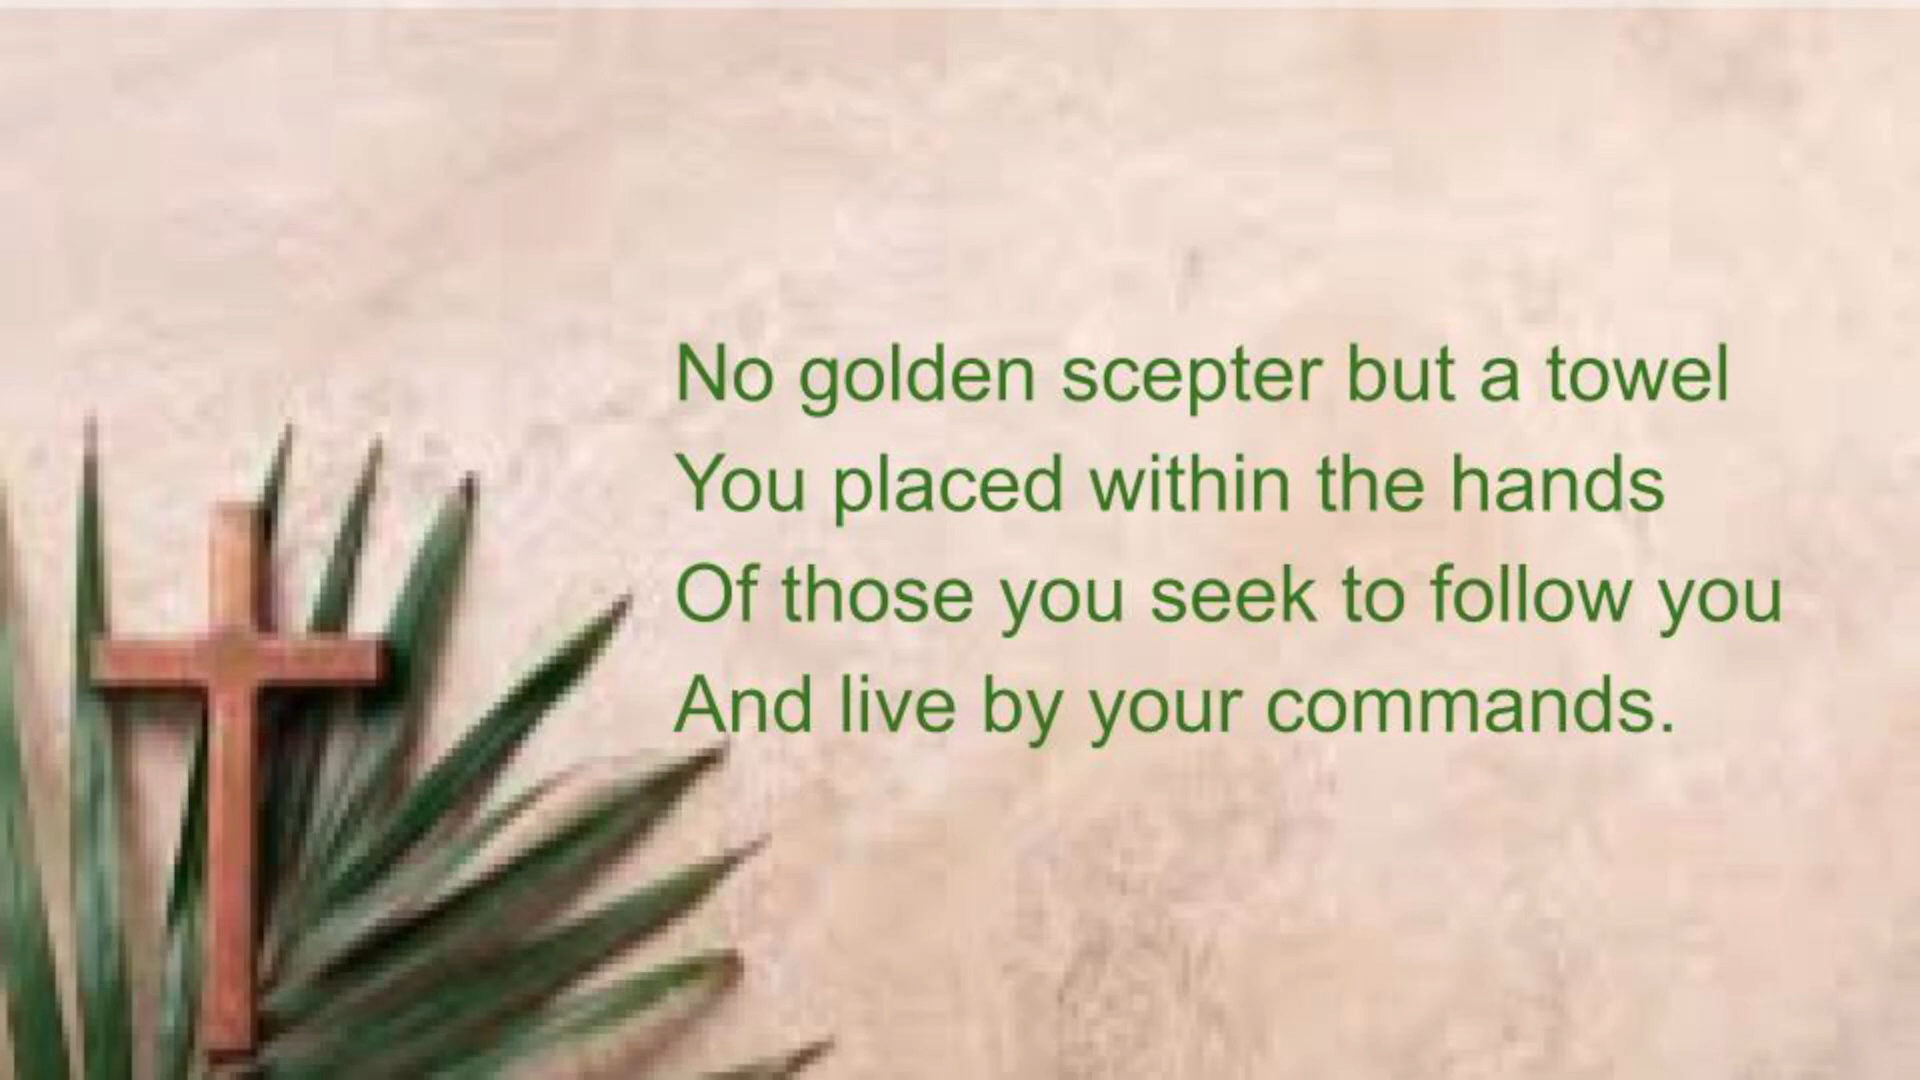 No golden scepter but a towel
You placed within the hands
Of those you seek to follow you
And live by your commands.